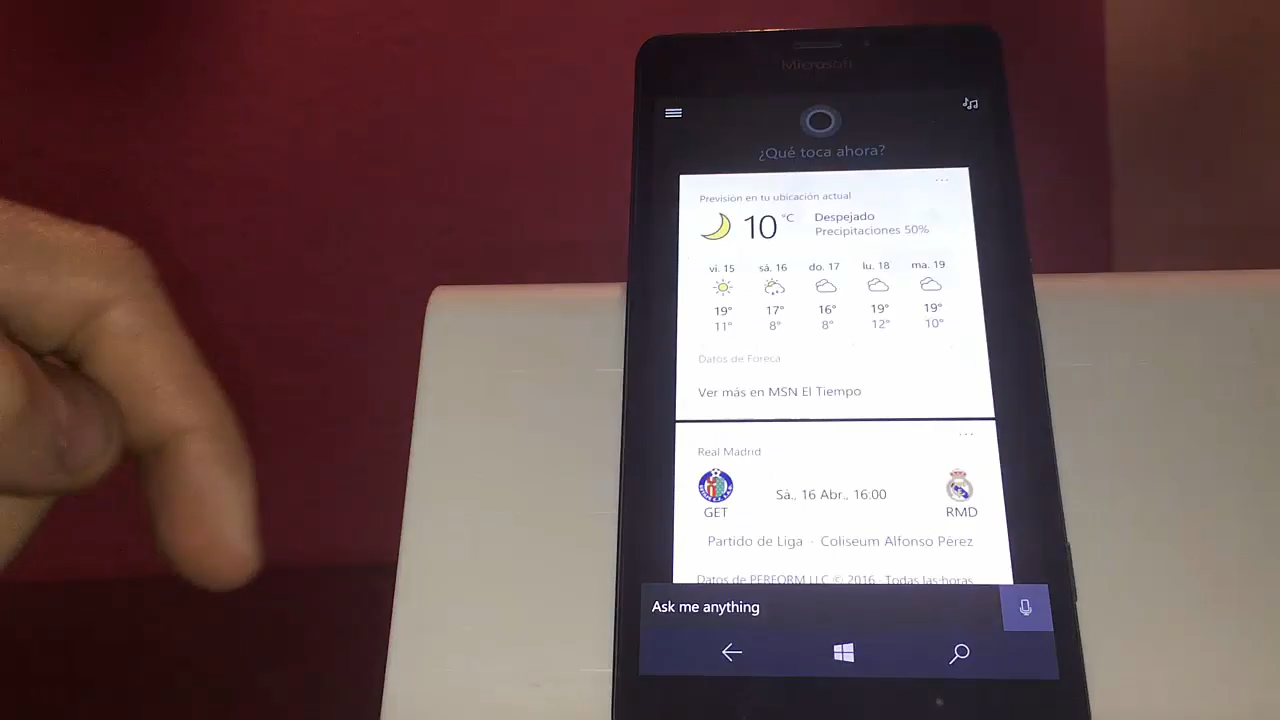 Microsoft
¿Qué toca ahora?
Prevision en tu ubicación actual
10 °C
Despejado
Precipitaciones 50%
vi. 15 sá. 16 do. 17 lu. 18 ma. 19
19° 17° 16° 19° 19°
11° 8° 8° 12° 10°
Datos de Foreca
Ver más en MSN El Tiempo
Real Madrid
Sá., 16 Abr., 16:00
GET RMD
Partido de Liga · Coliseum Alfonso Pérez
Datos de PERFORM LLC © 2016 Todas las horas
Ask me anything